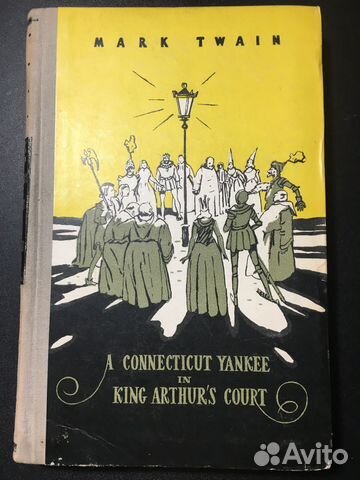 MARK TWAIN
A CONNECTICUT YANKEE
IN
KING ARTHUR'S COURT
Avito